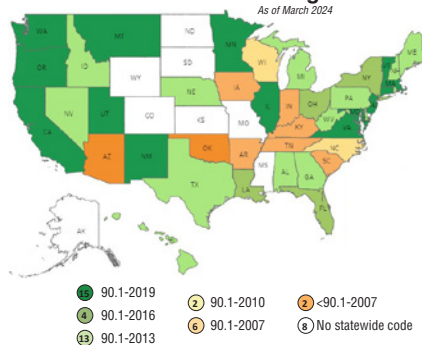 As of March 2024
WA
MT
ND
MN
OR
ID
SD
WI
MI
NY
ME
NH
WY
IA
NE
PA
NV
UT
CO
IL
IN
OH
WV
VA
CA
KS
MO
KY
AZ
NM
OK
AR
TN
NC
SC
TX
LA
MS
AL
GA
FL
AK
15 90.1-2019
2 90.1-2010
2 <90.1-2007
4 90.1-2016
6 90.1-2007
8 No statewide code
13 90.1-2013